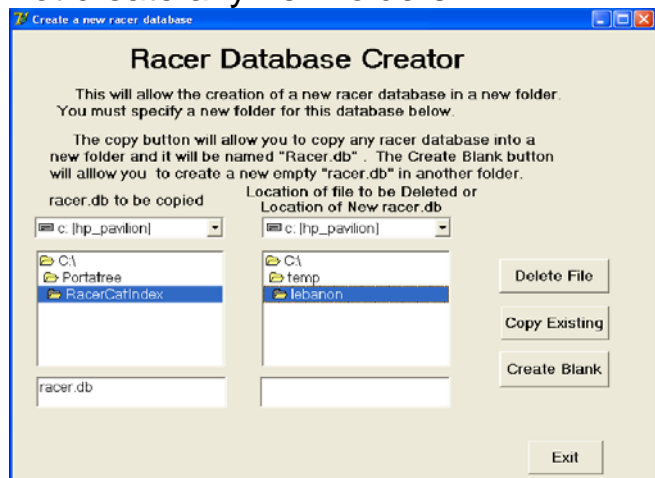 Create a new racer database
Racer Database Creator
This will allow the creation of a new racer database in a new folder.
You must specify a new folder for this database below.
The copy button will allow you to copy any racer database into a
new folder and it will be named "Racer.db" . The Create Blank button
will alllow you to create a new empty "racer.db" in another folder.
racer.db to be copied
Location of file to be Deleted or
Location of New racer.db
c: [hp_pavilion]
c: [hp_pavilion]
C:\
Portatree
RacerCatIndex
C:\
temp
lebanon
Delete File
Copy Existing
Create Blank
racer.db
Exit